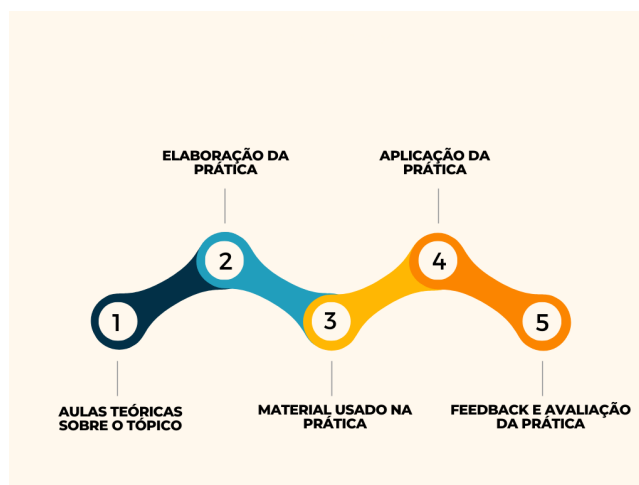 ELABORAÇÃO DA
PRÁTICA
APLICAÇÃO DA
PRÁTICA
2
4
1
3
5
AULAS TEÓRICAS
SOBRE O TÓPICO
MATERIAL USADO NA
PRÁTICA
FEEDBACK E AVALIAÇÃO
DA PRÁTICA